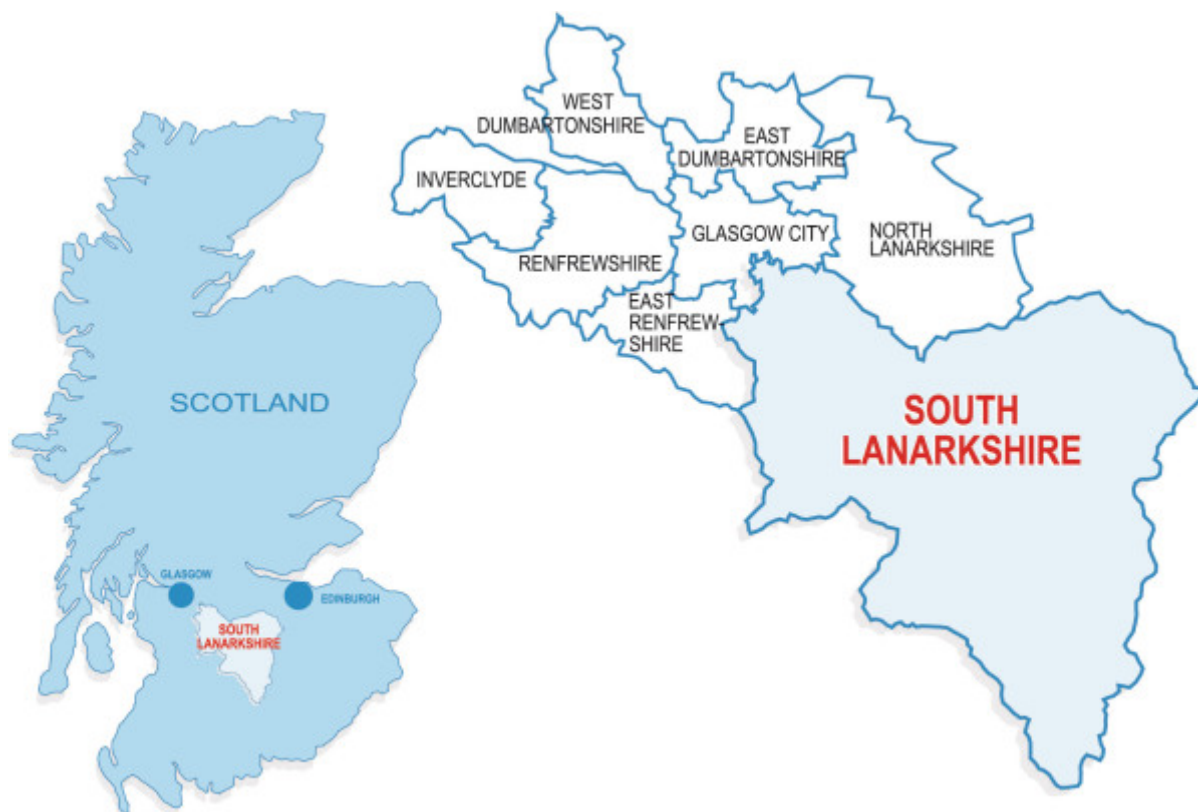 SCOTLAND
GLASGOW
EDINBURGH
SOUTH
LANARKSHIRE
WEST
DUMBARTONSHIRE
EAST
DUMBARTONSHIRE
INVERCLYDE
RENFREWSHIRE
GLASGOW CITY
NORTH
LANARKSHIRE
EAST
RENFREW-
SHIRE
SOUTH
LANARKSHIRE